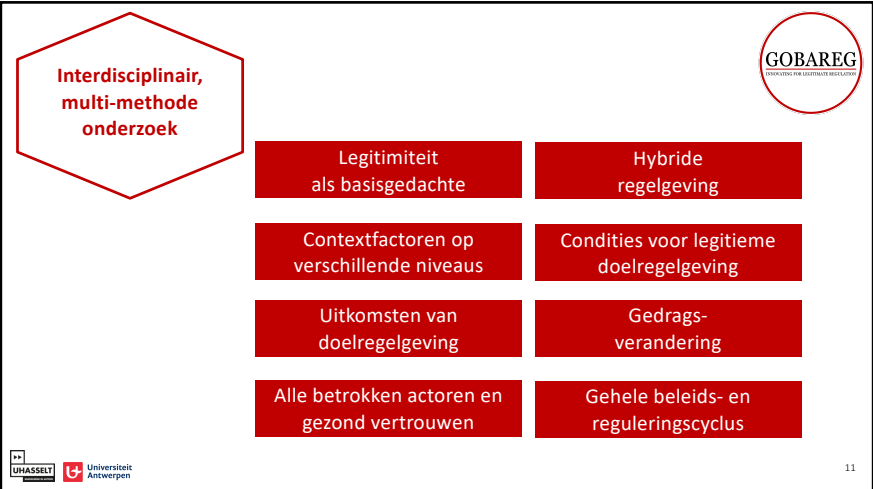 Interdisciplinair,
multi-methode
onderzoek
GOBAREG
INNOVATING FOR LEGITIMATE REGULATION
Legitimiteit
als basisgedachte
Hybride
regelgeving
Contextfactoren op
verschillende niveaus
Condities voor legitieme
doelregelgeving
Uitkomsten van
doelregelgeving
Gedrags-
verandering
Alle betrokken actoren en
gezond vertrouwen
Gehele beleids- en
reguleringscyclus
UHASSELT
Universiteit
Antwerpen
11